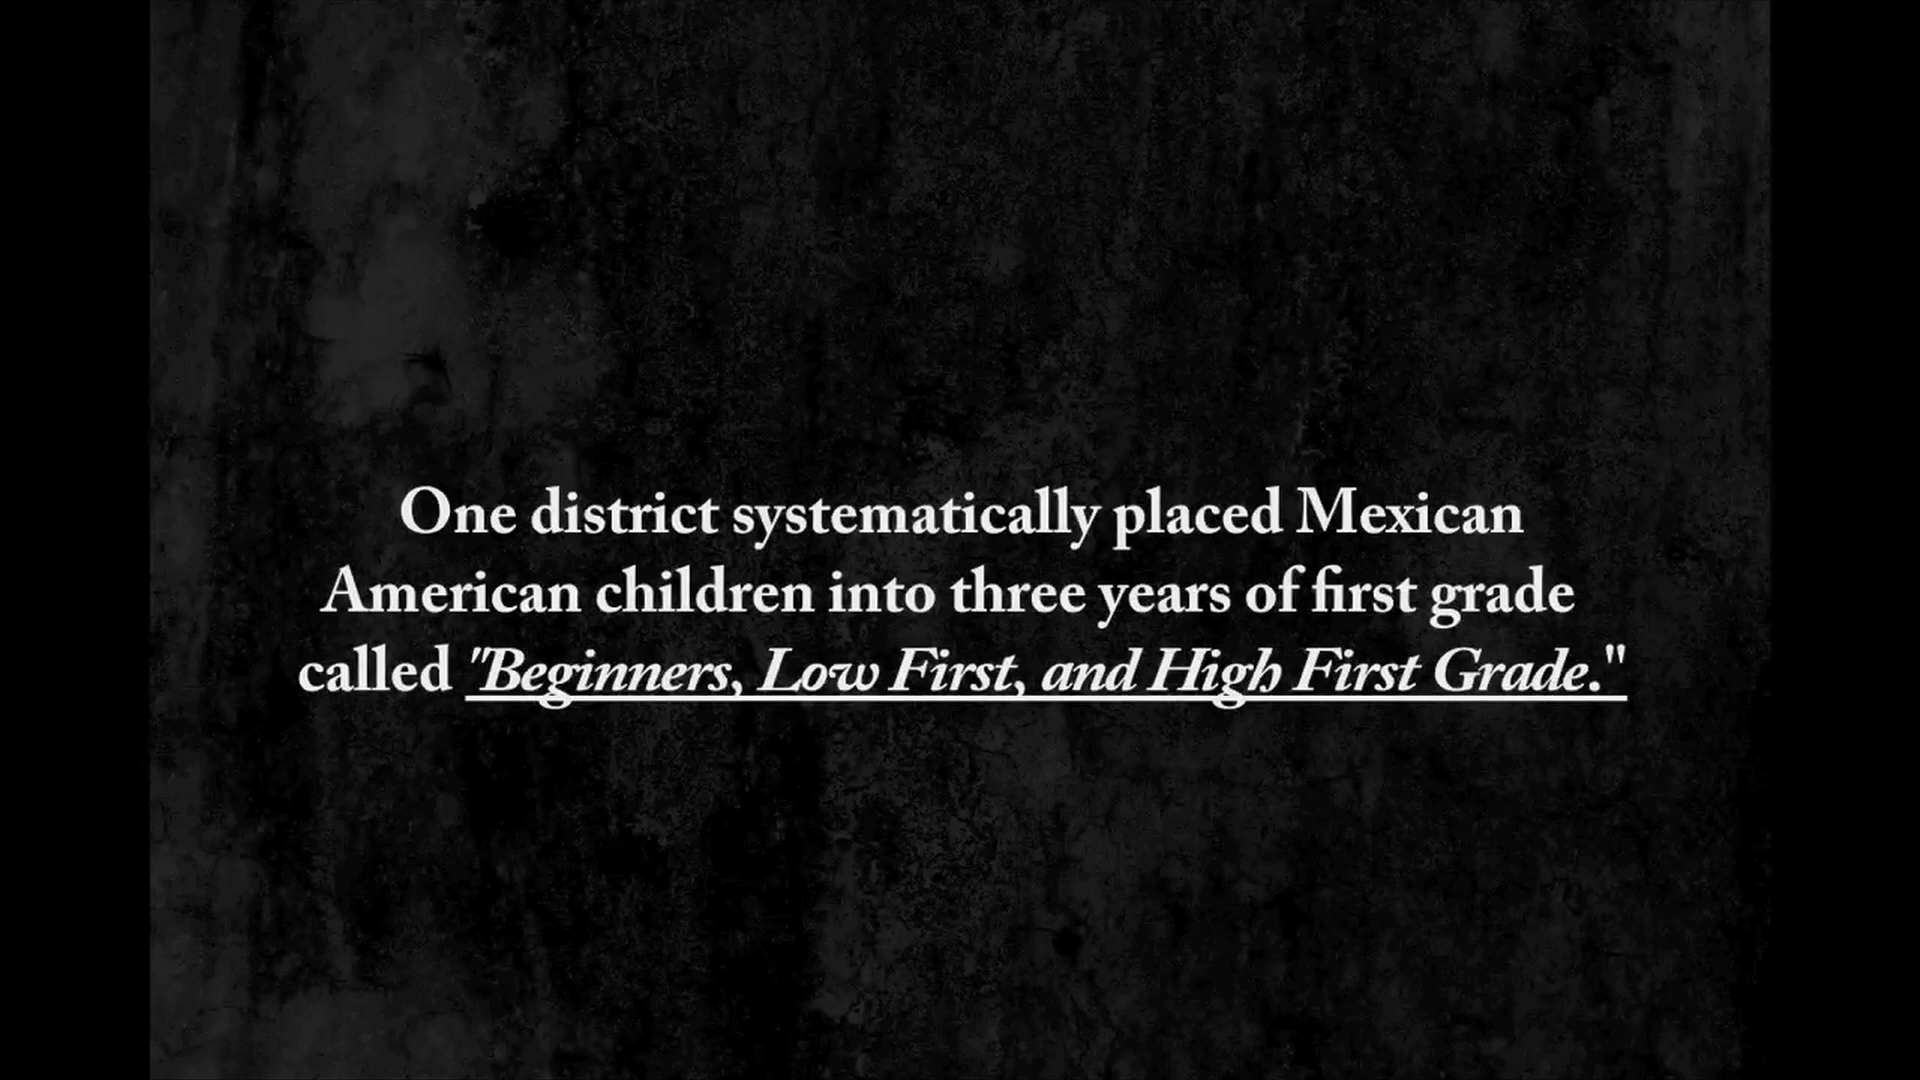 One district systematically placed Mexican
American children into three years of first grade
called "Beginners, Low First, and High First Grade."